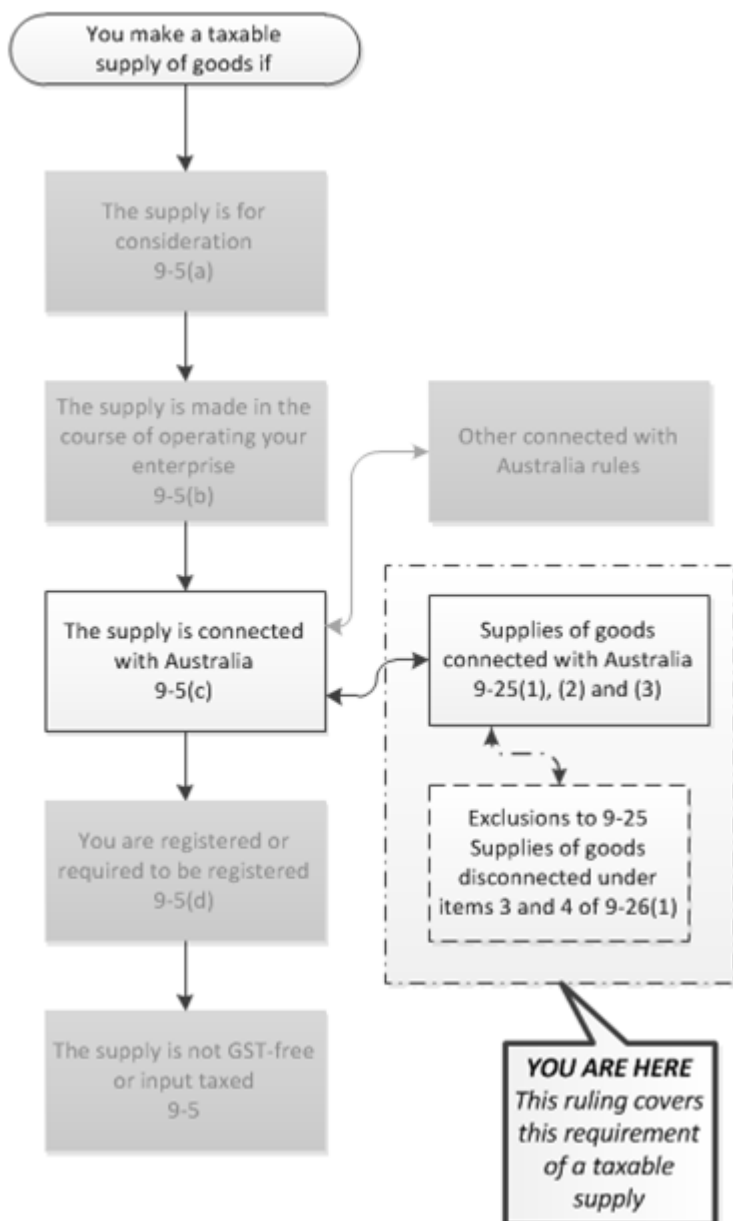 You make a taxable
supply of goods if
The supply is for
consideration
9-5(a)
The supply is made in the
course of operating your
enterprise
9-5(b)
Other connected with
Australia rules
The supply is connected
with Australia
9-5(c)
Supplies of goods
connected with Australia
9-25(1), (2) and (3)
Exclusions to 9-25
Supplies of goods
disconnected under
items 3 and 4 of 9-26(1)
You are registered or
required to be registered
9-5(d)
The supply is not GST-free
or input taxed
9-5
YOU ARE HERE
This ruling covers
this requirement
of a taxable
supply